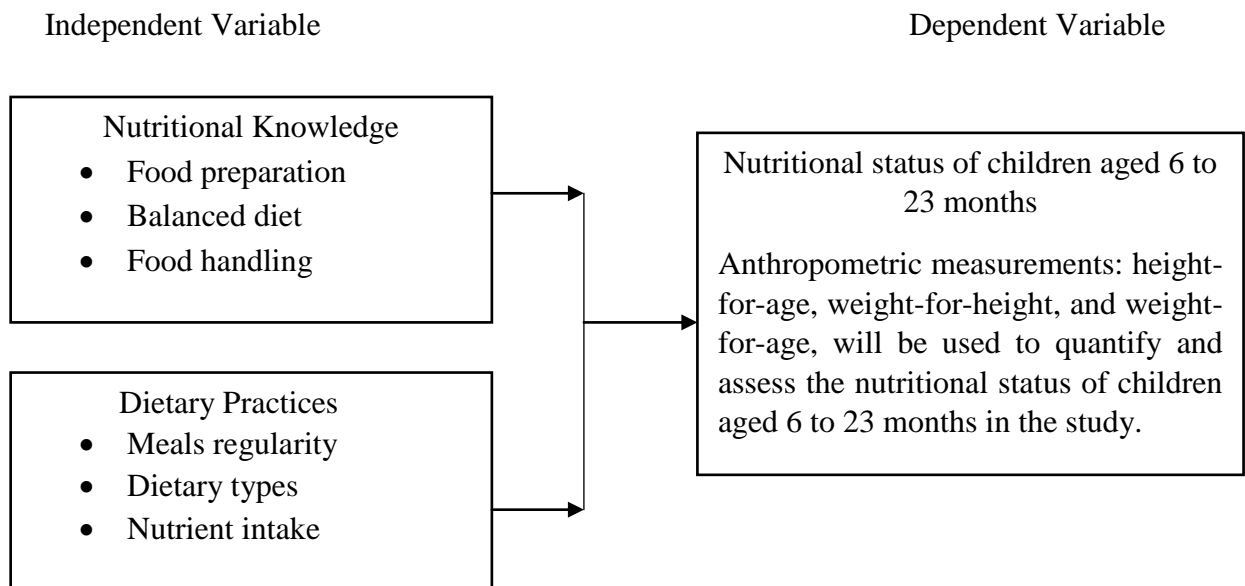 Independent Variable
Dependent Variable
Nutritional Knowledge
• Food preparation
• Balanced diet
• Food handling
Dietary Practices
• Meals regularity
• Dietary types
• Nutrient intake
Nutritional status of children aged 6 to
23 months
Anthropometric measurements: height-
for-age, weight-for-height, and weight-
for-age, will be used to quantify and
assess the nutritional status of children
aged 6 to 23 months in the study.